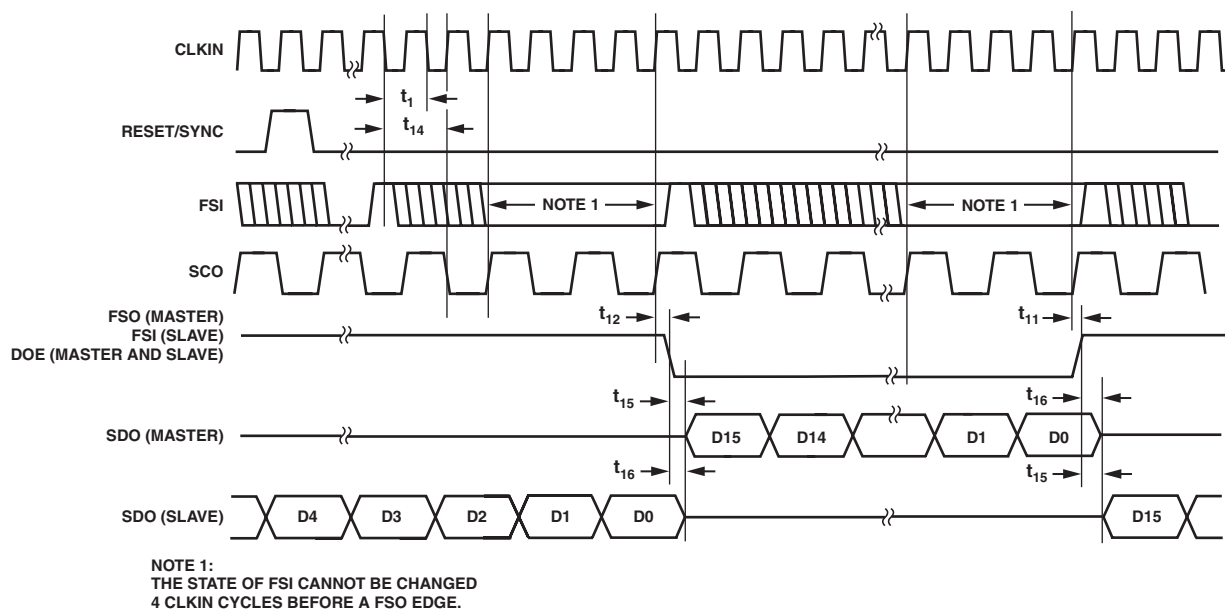 CLKIN
t1
t14
RESET/SYNC
FSI
NOTE 1
NOTE 1
SCO
FSO (MASTER)
FSI (SLAVE)
DOE (MASTER AND SLAVE)
t12
t11
t15
t16
SDO (MASTER)
D15
D14
D1
D0
t16
t15
SDO (SLAVE)
D4
D3
D2
D1
D0
D15
NOTE 1:
THE STATE OF FSI CANNOT BE CHANGED
4 CLKIN CYCLES BEFORE A FSO EDGE.